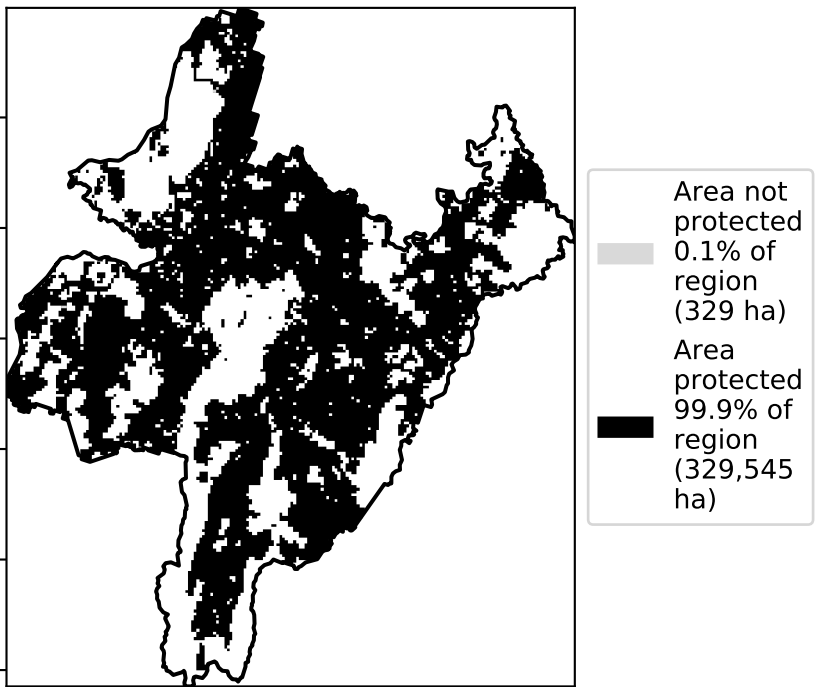 Area not
protected
0.1% of
region
(329 ha)
Area
protected
99.9% of
region
(329,545
ha)